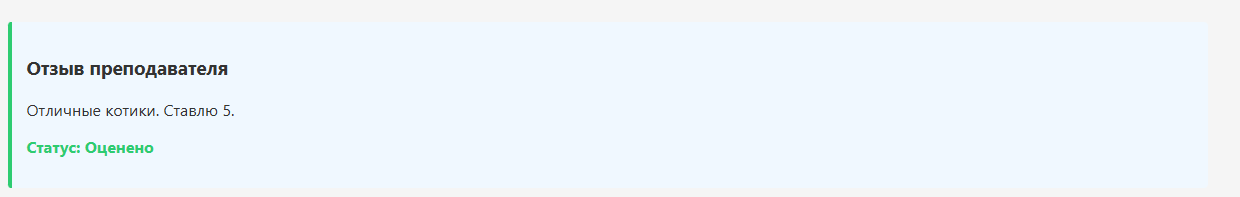 Отзыв преподавателя
Отличные котики. Ставлю 5.
Статус: Оценено